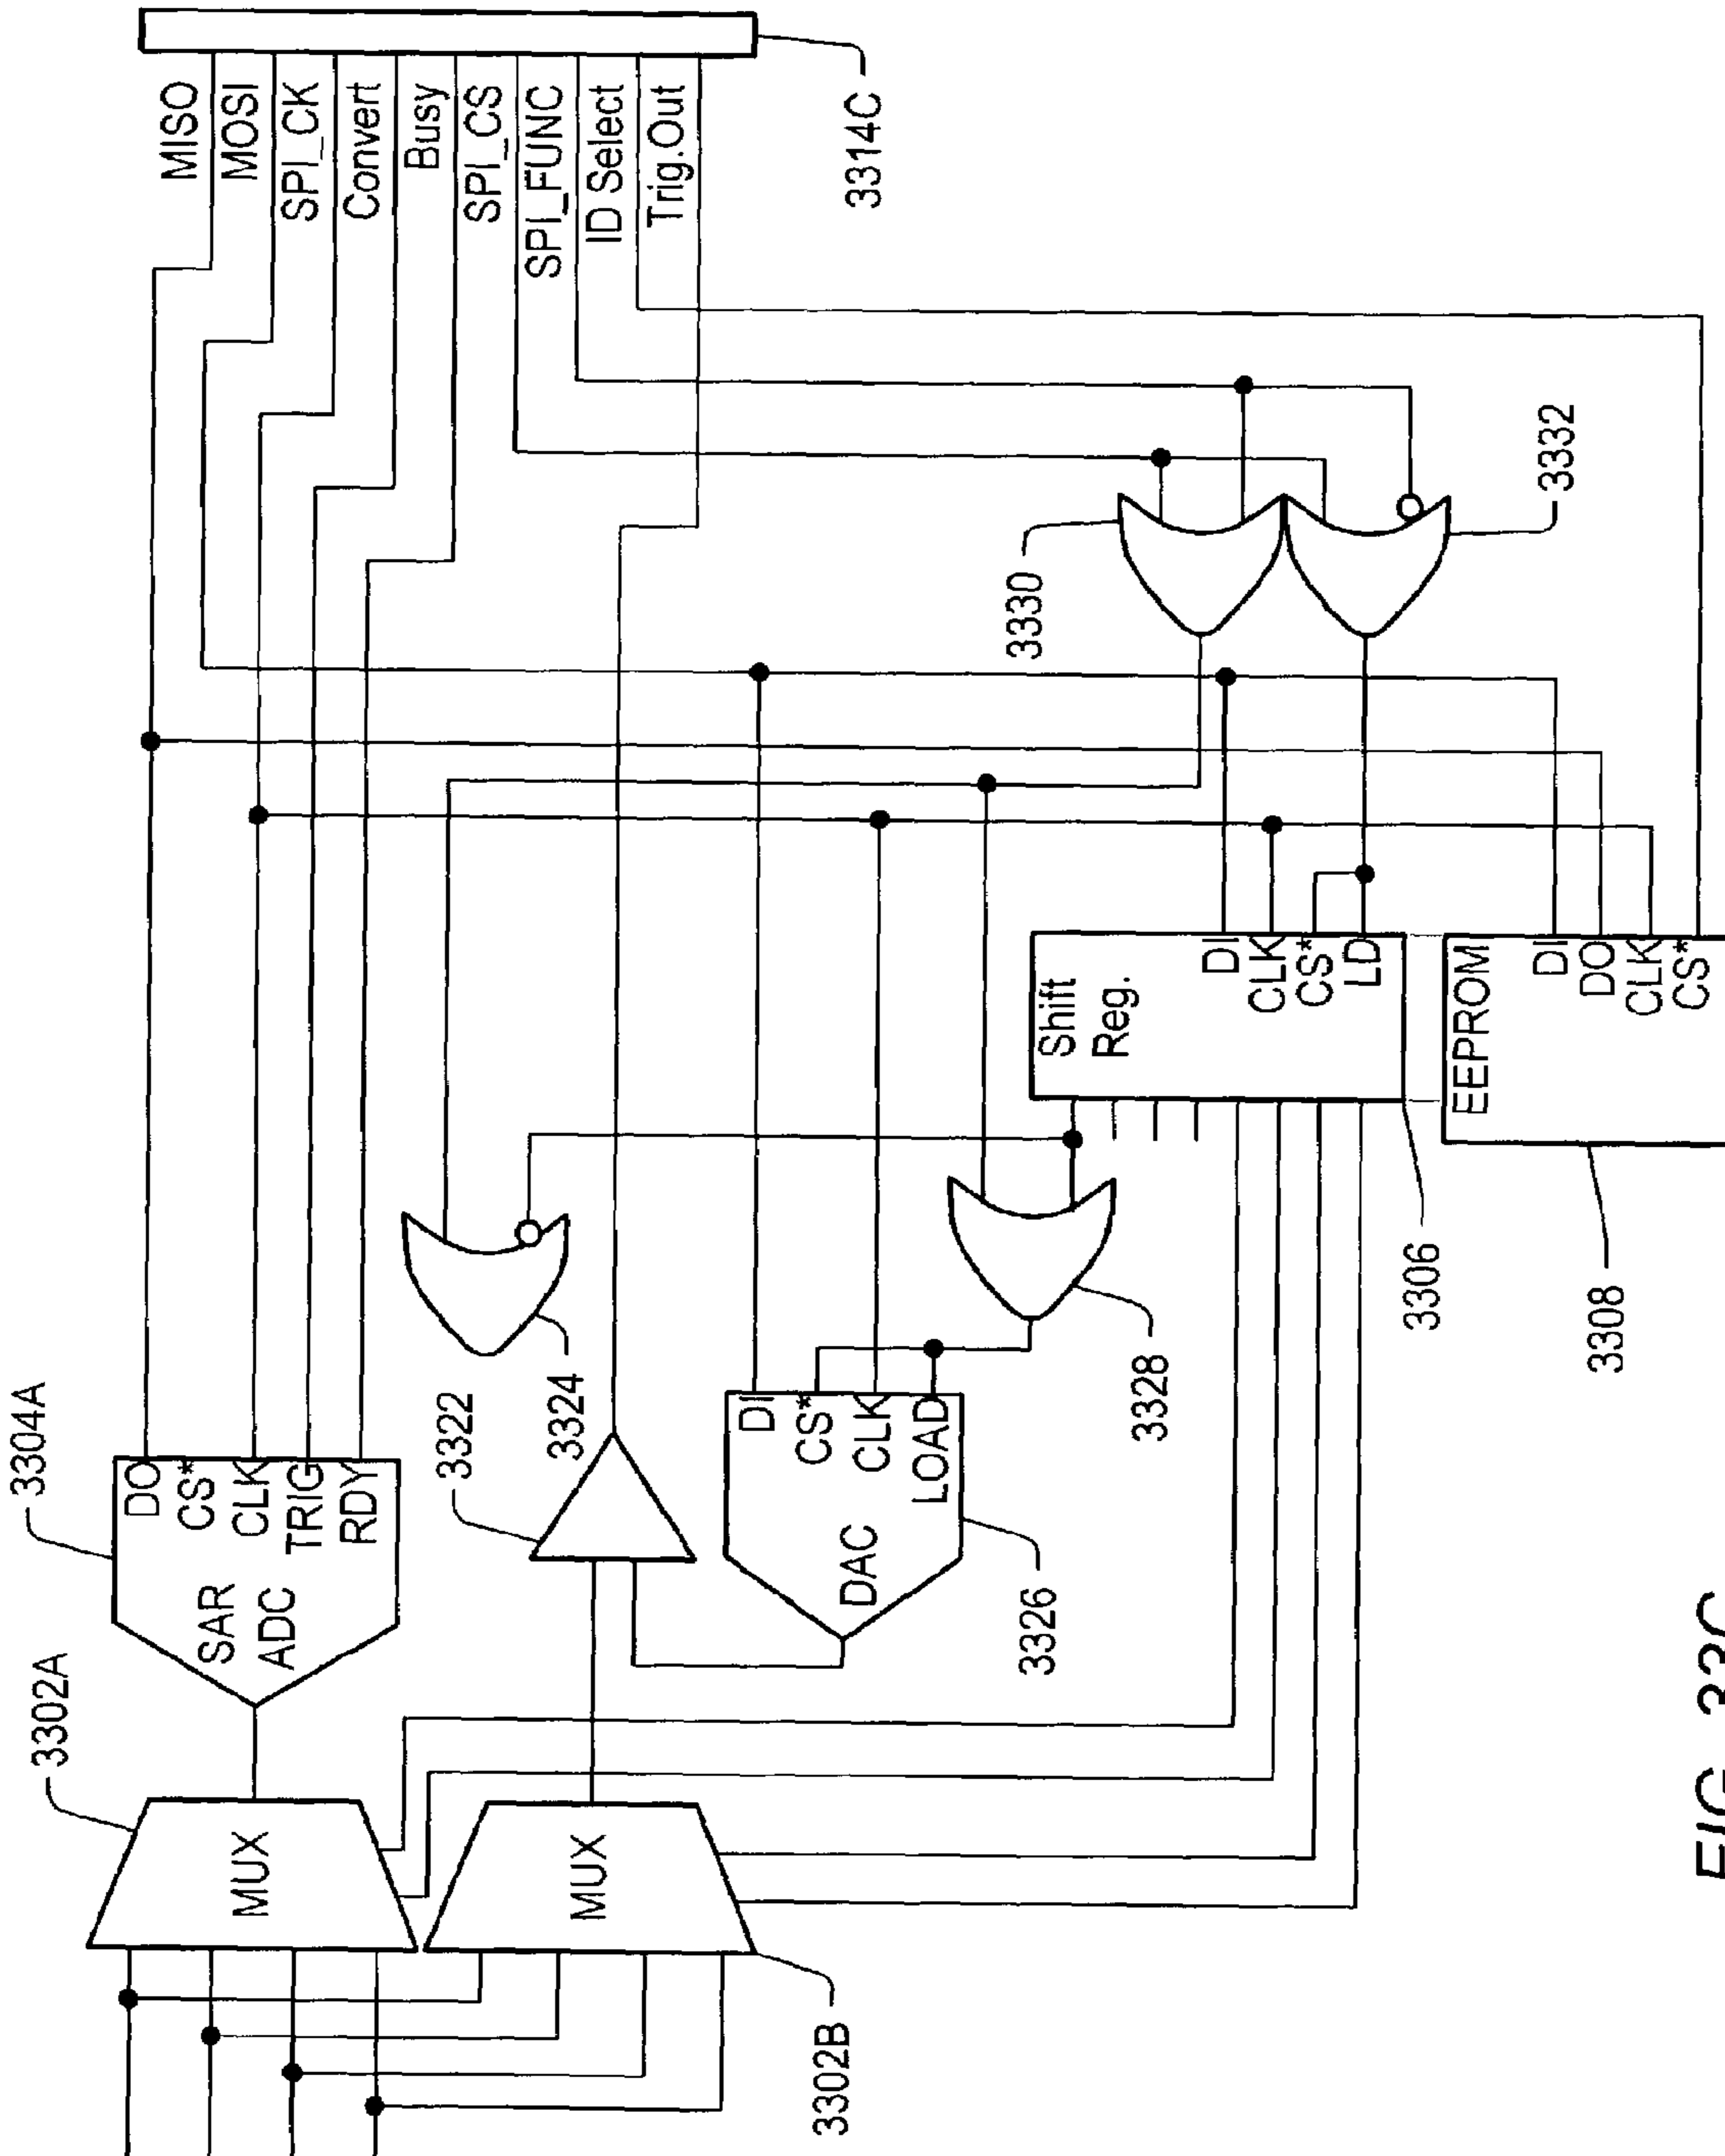 MISO
MOSI
SPI_CK
Convert
Busy
SPI_CS
SPI_FUNC
ID Select
Trig.Out
3314C
3304A
DO
CS*
CLK
TRIG
RDY
SAR
ADC
3302A
MUX
MUX
3302B
3322
3324
DI
CS*
CLK
LOAD
DAC
3326
3328
3330
3332
Shift
Reg.
DI
CLK
CS*
LD
3306
EEPROM
DI
DO
CLK
CS*
3308
FIG. 33C